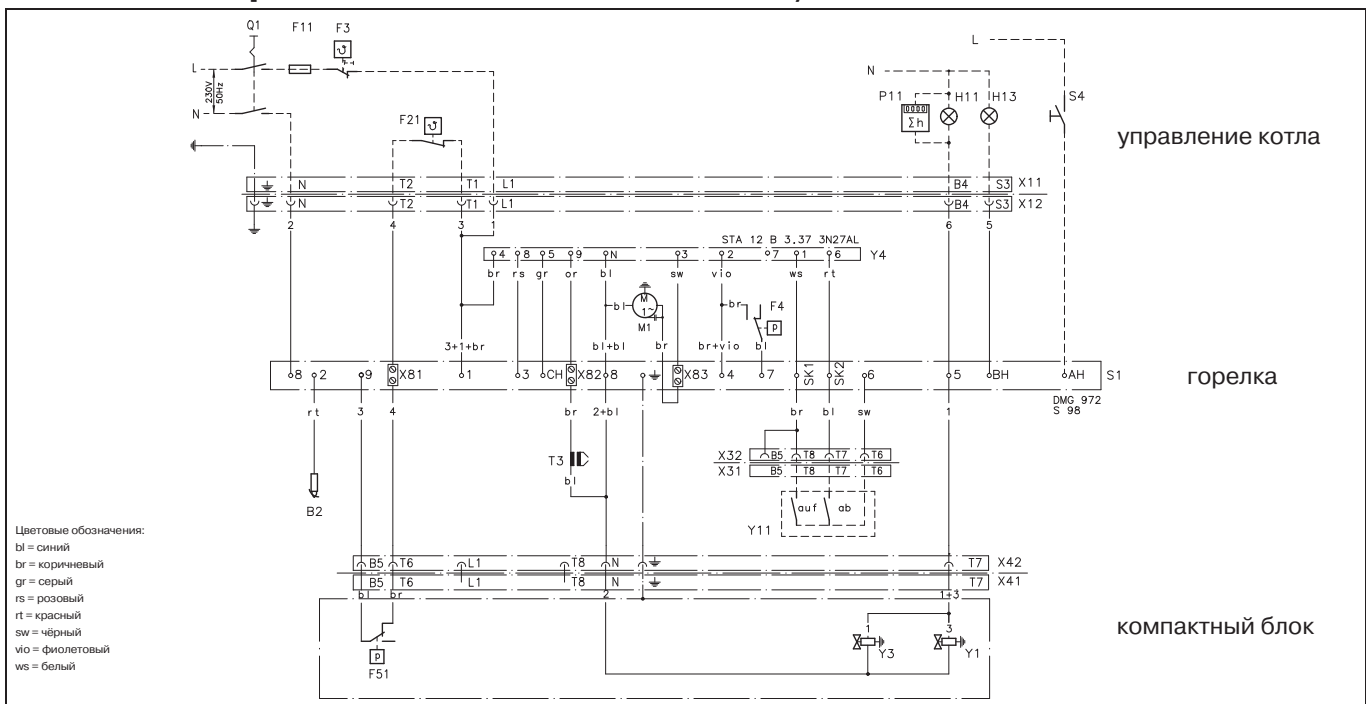 Q1 F11 F3
L
230V
50Hz
N
F21
L
N
P11 H11 H13 S4
0000
Σh
управление котла
N T2 T1 L1 B4 S3 X11
N T2 T1 L1 B4 S3 X12
2 4 3 1 6 5
STA 12 B 3.37 3N27AL
4 8 5 9 N 3 2 7 1 6 Y4
br rs gr or bl sw vio ws rt
bl M 1~ br F4
M1 p
3+1+br bl+bl br br+vio bl
8 2 9 X81 1 3 CH X82 8 X83 4 7 SK1 SK2 6 5 BH AH S1
горелка
DMG 972
S 98
rt 3 4 br 2+bl br bl sw 1
T3
bl
X32 B5 T8 T7 T6
X31 B5 T8 T7 T6
auf ab
Y11
B2
Цветовые обозначения:
bl = синий
br = коричневый
gr = серый
rs = розовый
rt = красный
sw = чёрный
vio = фиолетовый
ws = белый
B5 T6 L1 T8 N 1 T7 X42
B5 T6 L1 T8 N T7 X41
bl br 2 1+3
компактный блок
1 3
p Y3 Y1
F51